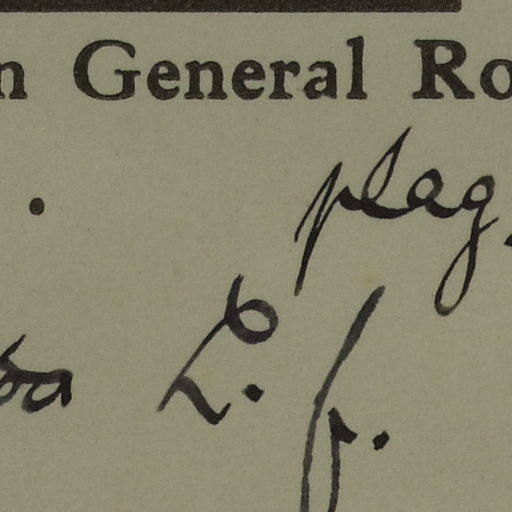 n General Ro
plag
L. f.